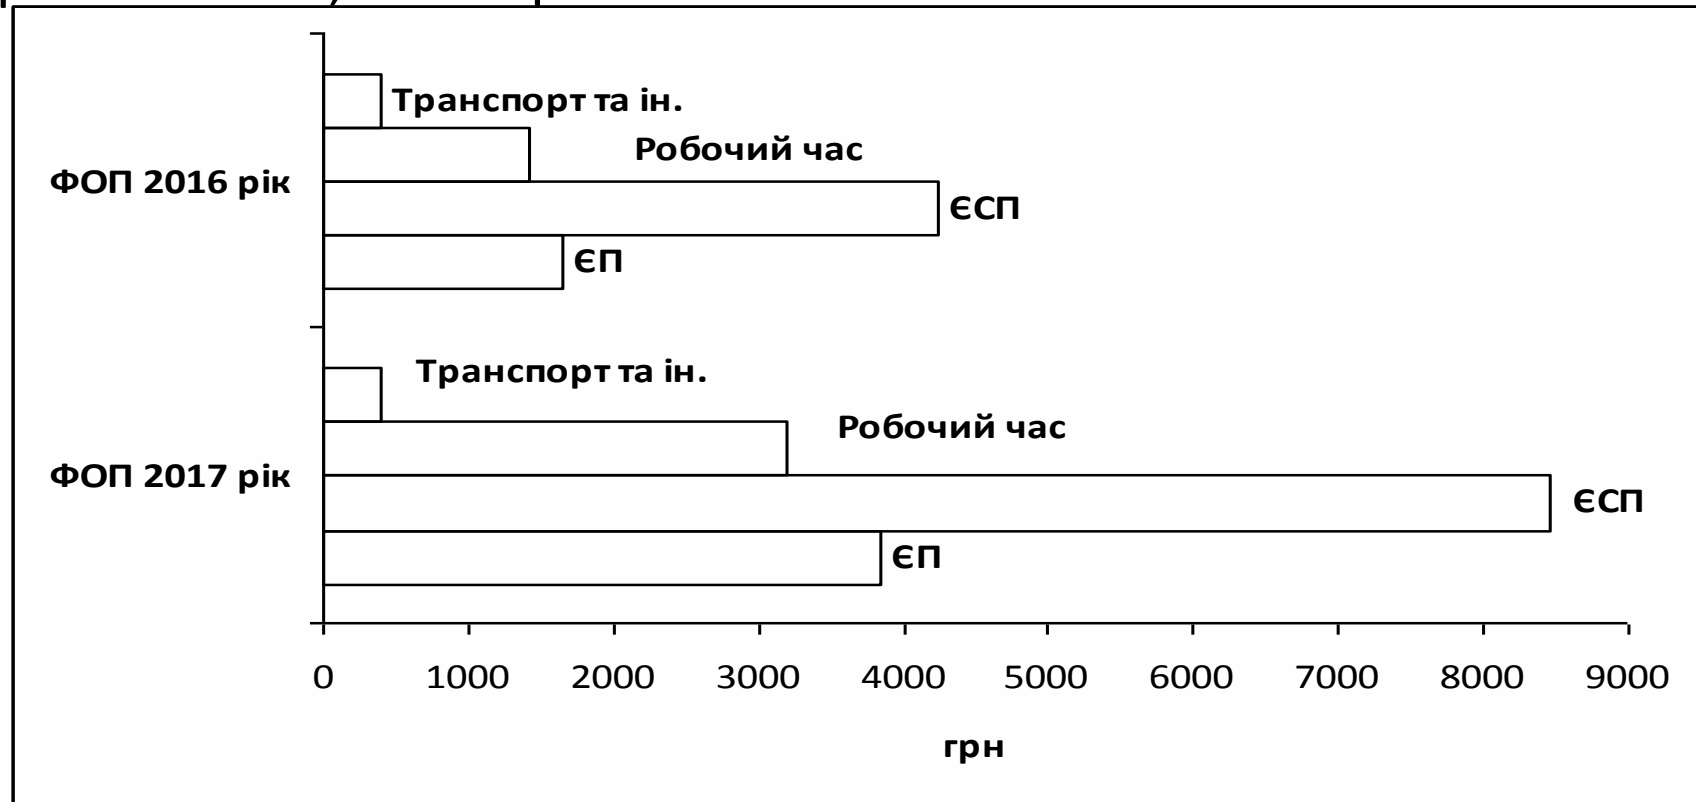 Транспорт та ін.
Робочий час
ФОП 2016 рік
ЄСП
ЄП
Транспорт та ін.
Робочий час
ФОП 2017 рік
ЄСП
ЄП
0 1000 2000 3000 4000 5000 6000 7000 8000 9000
грн